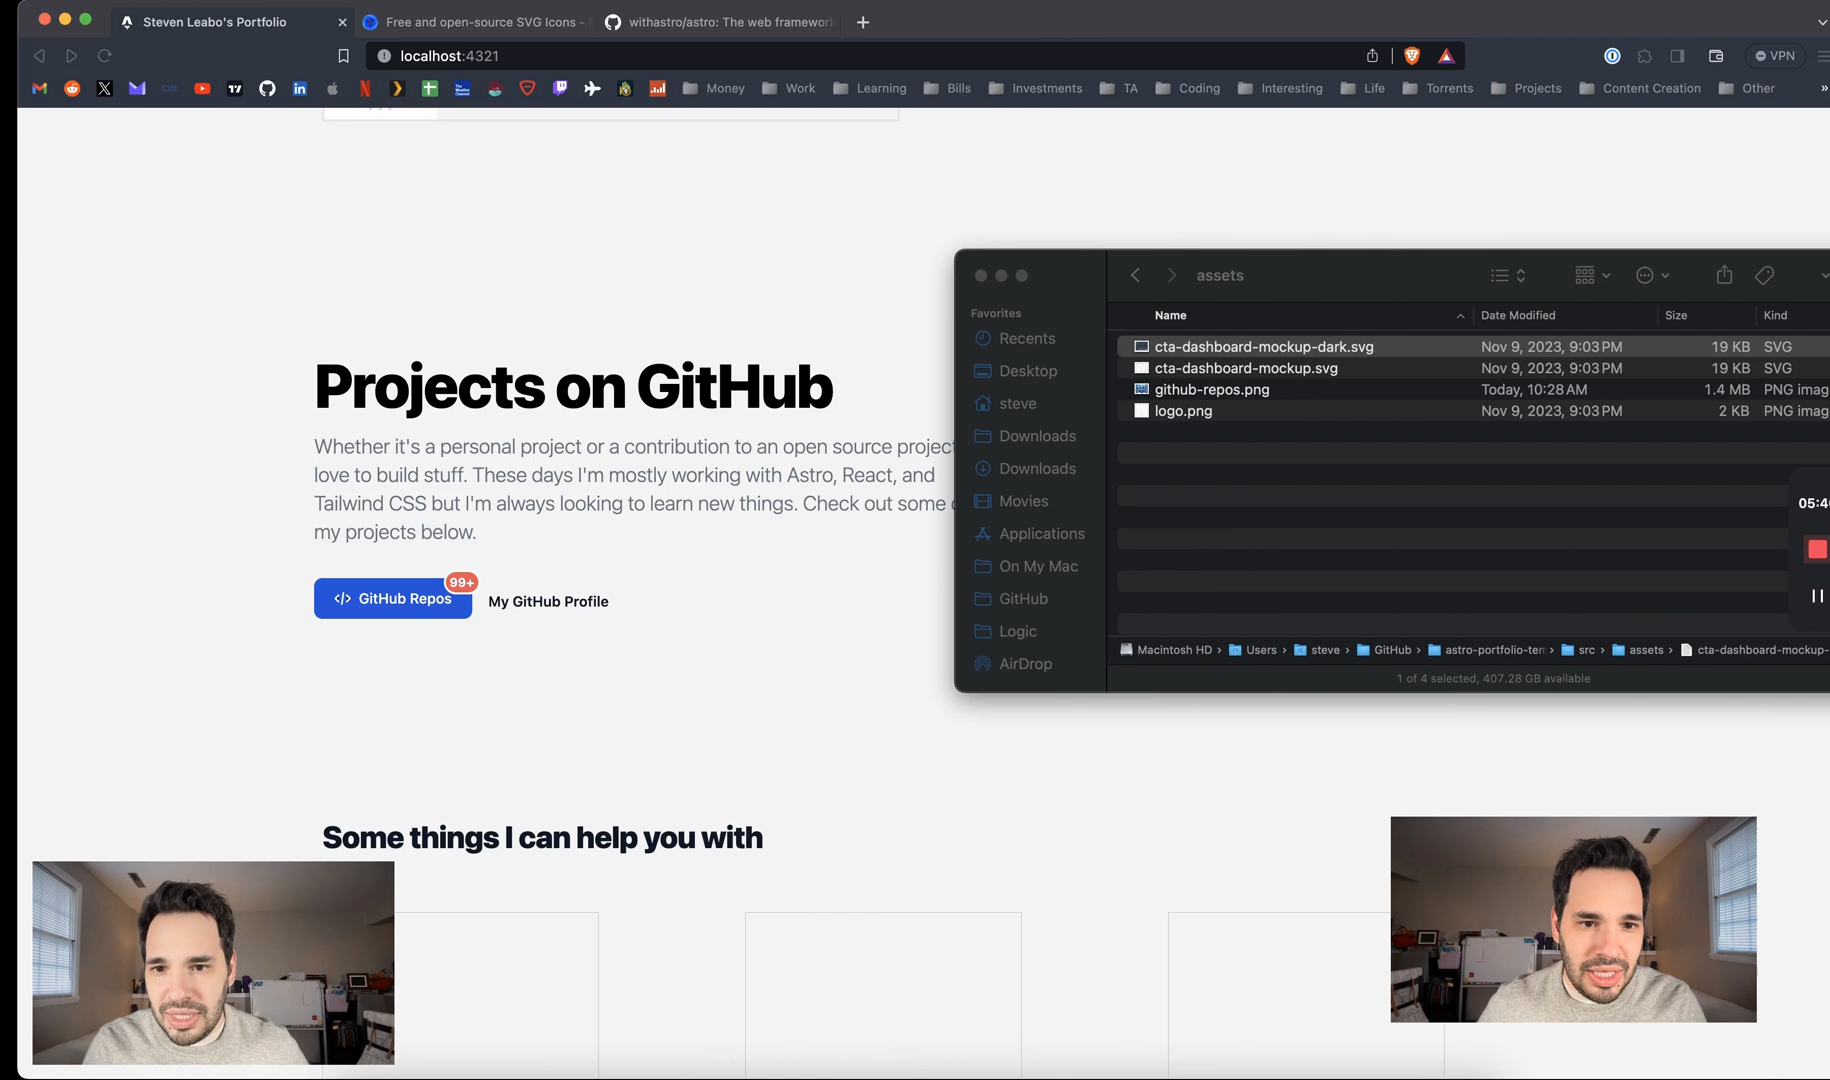 Steven Leabo's Portfolio
Free and open-source SVG Icons -
withastro/astro: The web framework
localhost:4321
VPN
Money
Work
Learning
Bills
Investments
TA
Coding
Interesting
Life
Torrents
Projects
Content Creation
Other
Projects on GitHub
Whether it's a personal project or a contribution to an open source project
love to build stuff. These days I'm mostly working with Astro, React, and
Tailwind CSS but I'm always looking to learn new things. Check out some
my projects below.
99+
</> GitHub Repos
My GitHub Profile
assets
Favorites
Recents
Desktop
steve
Downloads
Downloads
Movies
Applications
On My Mac
GitHub
Logic
AirDrop
Name Date Modified Size Kind
cta-dashboard-mockup-dark.svg Nov 9, 2023, 9:03 PM 19 KB SVG
cta-dashboard-mockup.svg Nov 9, 2023, 9:03 PM 19 KB SVG
github-repos.png Today, 10:28 AM 1.4 MB PNG imag
logo.png Nov 9, 2023, 9:03 PM 2 KB PNG imag
Macintosh HD › Users › steve › GitHub › astro-portfolio-tem › src › assets › cta-dashboard-mockup-
1 of 4 selected, 407.28 GB available
Some things I can help you with